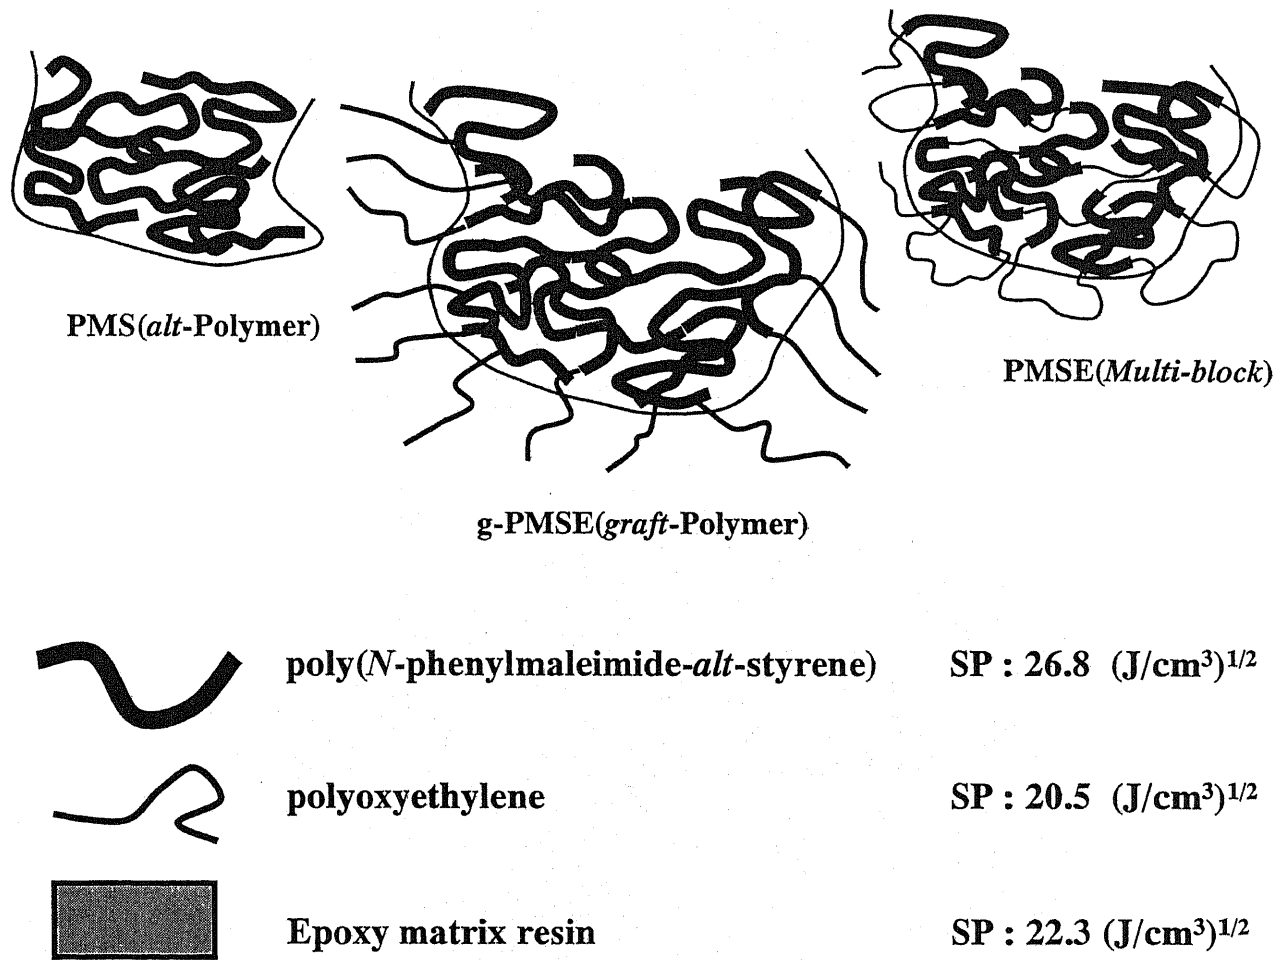 PMS(alt-Polymer)
PMSE(Multi-block)
g-PMSE(graft-Polymer)
poly(N-phenylmaleimide-alt-styrene) SP : 26.8 (J/cm³)¹/²
polyoxyethylene SP : 20.5 (J/cm³)¹/²
Epoxy matrix resin SP : 22.3 (J/cm³)¹/²